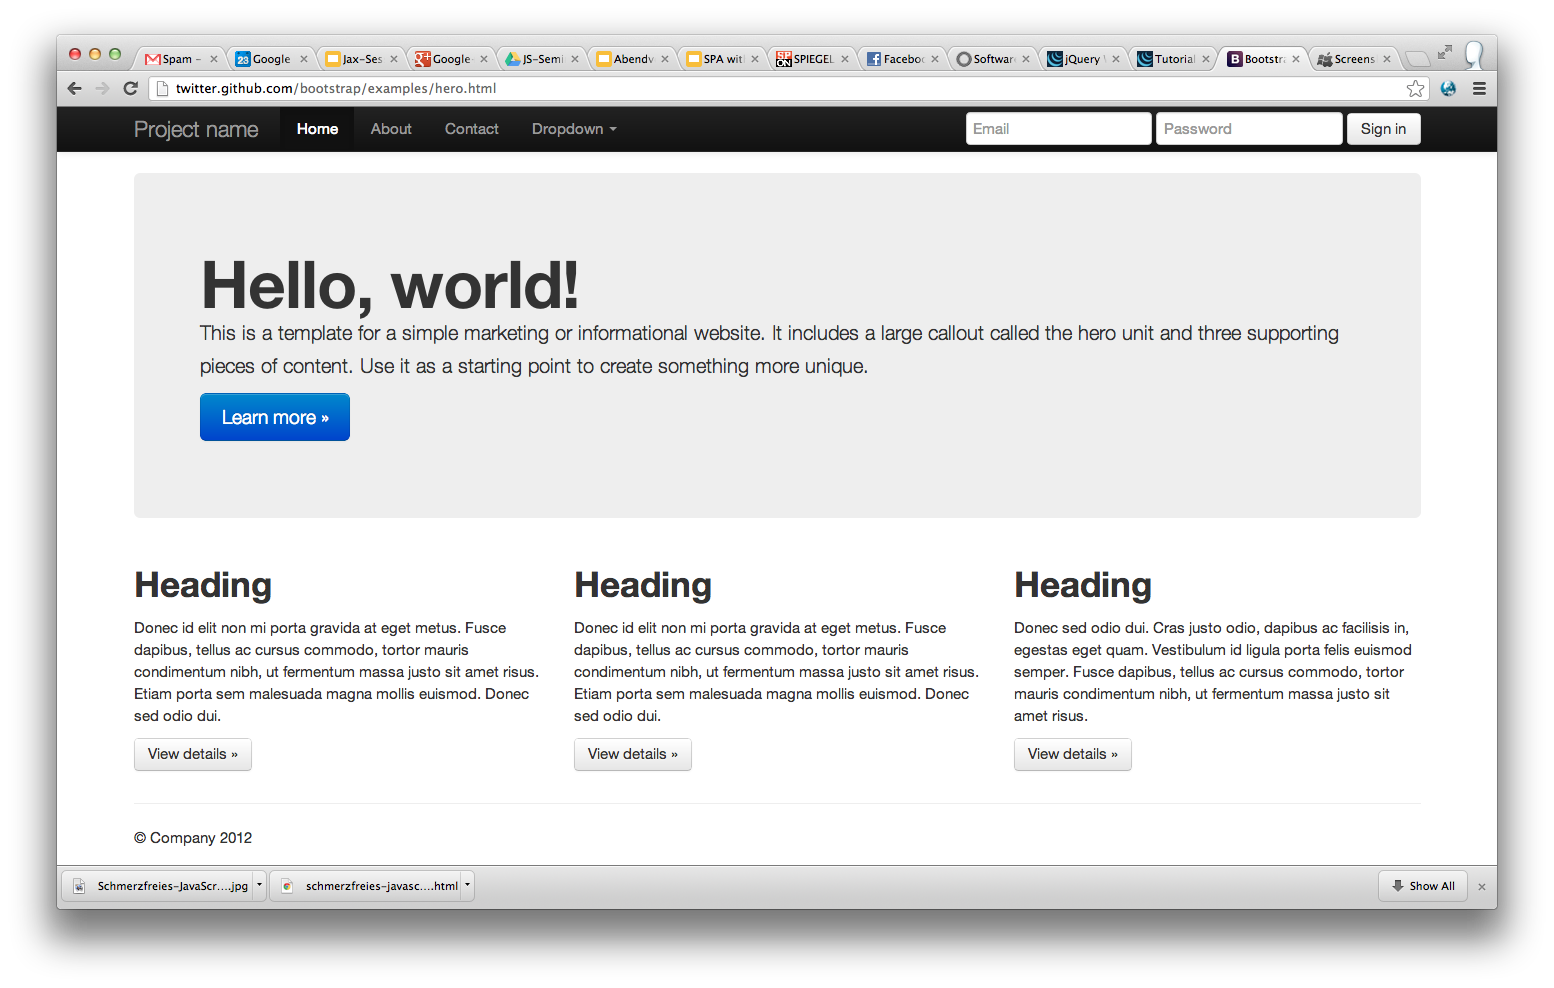 Spam –
23 Google
Jax-Ses
Google-
JS-Semi
Abendv
SPA wit
SP ON SPIEGEL
Faceboo
Softwar
jQuery
Tutorial
B Bootstr
Screens
twitter.github.com/bootstrap/examples/hero.html
Project name Home About Contact Dropdown Email Password Sign in
Hello, world!
This is a template for a simple marketing or informational website. It includes a large callout called the hero unit and three supporting
pieces of content. Use it as a starting point to create something more unique.
Learn more »
Heading
Donec id elit non mi porta gravida at eget metus. Fusce
dapibus, tellus ac cursus commodo, tortor mauris
condimentum nibh, ut fermentum massa justo sit amet risus.
Etiam porta sem malesuada magna mollis euismod. Donec
sed odio dui.
View details »
Heading
Donec id elit non mi porta gravida at eget metus. Fusce
dapibus, tellus ac cursus commodo, tortor mauris
condimentum nibh, ut fermentum massa justo sit amet risus.
Etiam porta sem malesuada magna mollis euismod. Donec
sed odio dui.
View details »
Heading
Donec sed odio dui. Cras justo odio, dapibus ac facilisis in,
egestas eget quam. Vestibulum id ligula porta felis euismod
semper. Fusce dapibus, tellus ac cursus commodo, tortor
mauris condimentum nibh, ut fermentum massa justo sit
amet risus.
View details »
© Company 2012
Schmerzfreies-JavaScr....jpg
schmerzfreies-javasc....html
Show All